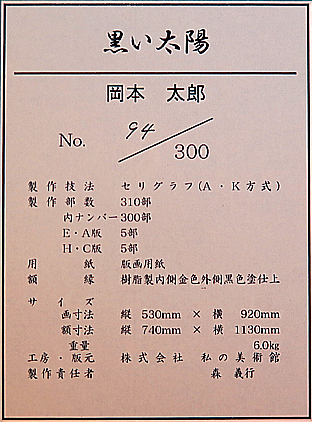 黒い太陽
岡本 太郎
No. 94/300
製作技法 セリグラフ(A・K方式)
製作部数 310部
内ナンバー300部
E・A版 5部
H・C版 5部
用紙 版画用紙
額縁 樹脂製内側金色外側黒色塗仕上
サイズ
画寸法 縦 530mm × 横 920mm
額寸法 縦 740mm × 横 1130mm
重量 6.0kg
工房・版元 株式会社 私の美術館
製作責任者 森 義行